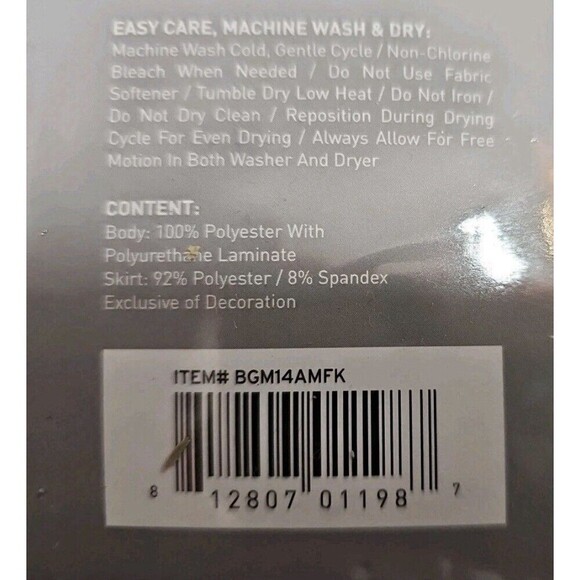 EASY CARE, MACHINE WASH & DRY:
Machine Wash Cold, Gentle Cycle / Non-Chlorine
Bleach When Needed / Do Not Use Fabric
Softener / Tumble Dry Low Heat / Do Not Iron /
Do Not Dry Clean / Reposition During Drying
Cycle For Even Drying / Always Allow For Free
Motion In Both Washer And Dryer
CONTENT:
Body: 100% Polyester With
Polyurethane Laminate
Skirt: 92% Polyester / 8% Spandex
Exclusive of Decoration
ITEM# BGM14AMFK
8 12807 01198 7